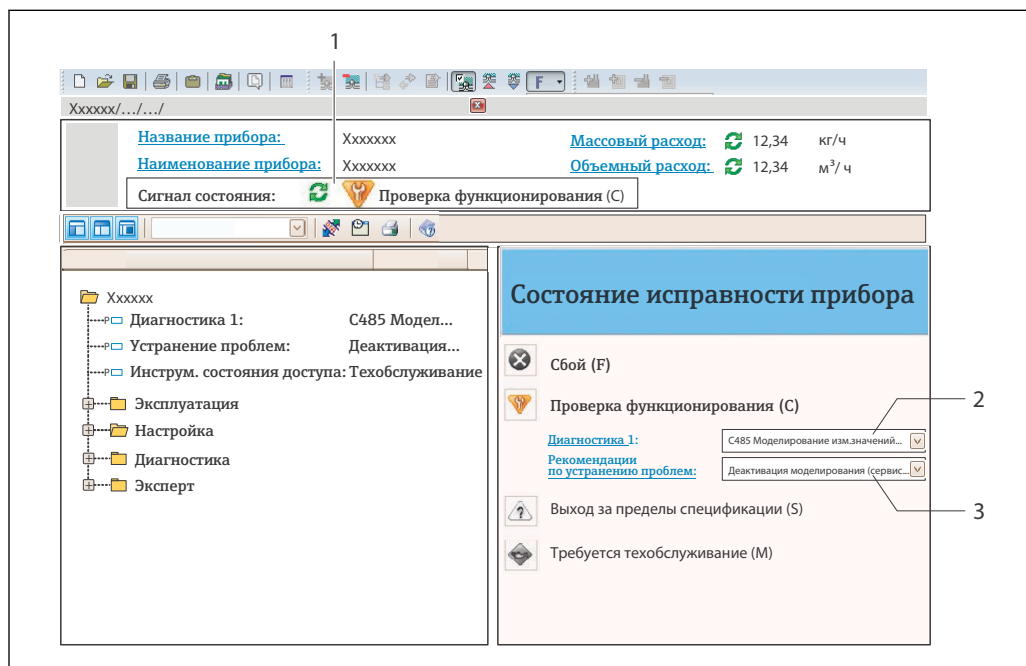 1
F
Xxxxxx/.../.../
Название прибора: Xxxxxxx Массовый расход: 12,34 кг/ч
Наименование прибора: Xxxxxxx Объемный расход: 12,34 м³/ ч
Сигнал состояния: Проверка функционирования (C)
Xxxxxx
P Диагностика 1: C485 Модел...
P Устранение проблем: Деактивация...
P Инструм. состояния доступа: Техобслуживание
Эксплуатация
Настройка
Диагностика
Эксперт
Состояние исправности прибора
Сбой (F)
Проверка функционирования (C)
2
Диагностика 1: C485 Моделирование изм.значений...
Рекомендации
по устранению проблем: Деактивация моделирования (сервис...
3
Выход за пределы спецификации (S)
Требуется техобслуживание (M)